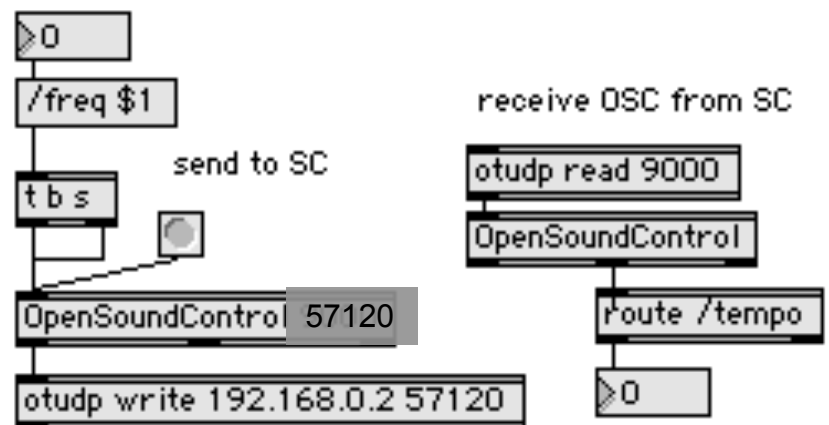 0
/freq $1
t b s
send to SC
OpenSoundControl 57120
otudp write 192.168.0.2 57120
receive OSC from SC
otudp read 9000
OpenSoundControl
route /tempo
0